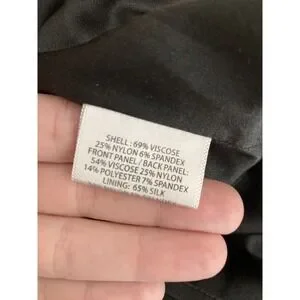 SHELL : 69% VISCOSE
25% NYLON 6% SPANDEX
FRONT PANEL / BACK PANEL:
54% VISCOSE 25% NYLON
14% POLYESTER 7% SPANDEX
LINING: 65% SILK